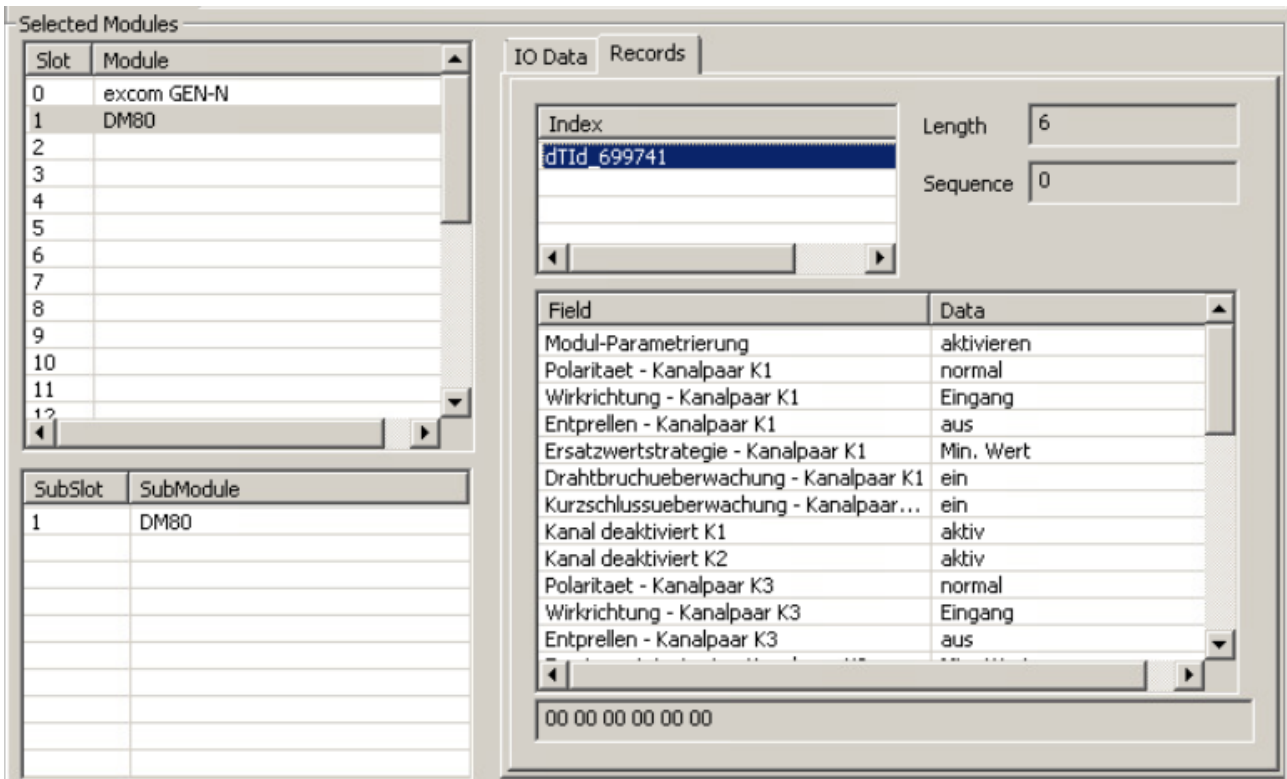 Selected Modules
Slot Module
0 excom GEN-N
1 DM80
2
3
4
5
6
7
8
9
10
11
12
SubSlot SubModule
1 DM80
IO Data Records
Index
dTId_699741
Length 6
Sequence 0
Field Data
Modul-Parametrierung aktivieren
Polaritaet - Kanalpaar K1 normal
Wirkrichtung - Kanalpaar K1 Eingang
Entprellen - Kanalpaar K1 aus
Ersatzwertstrategie - Kanalpaar K1 Min. Wert
Drahtbruchueberwachung - Kanalpaar K1 ein
Kurzschlussueberwachung - Kanalpaar... ein
Kanal deaktiviert K1 aktiv
Kanal deaktiviert K2 aktiv
Polaritaet - Kanalpaar K3 normal
Wirkrichtung - Kanalpaar K3 Eingang
Entprellen - Kanalpaar K3 aus
00 00 00 00 00 00